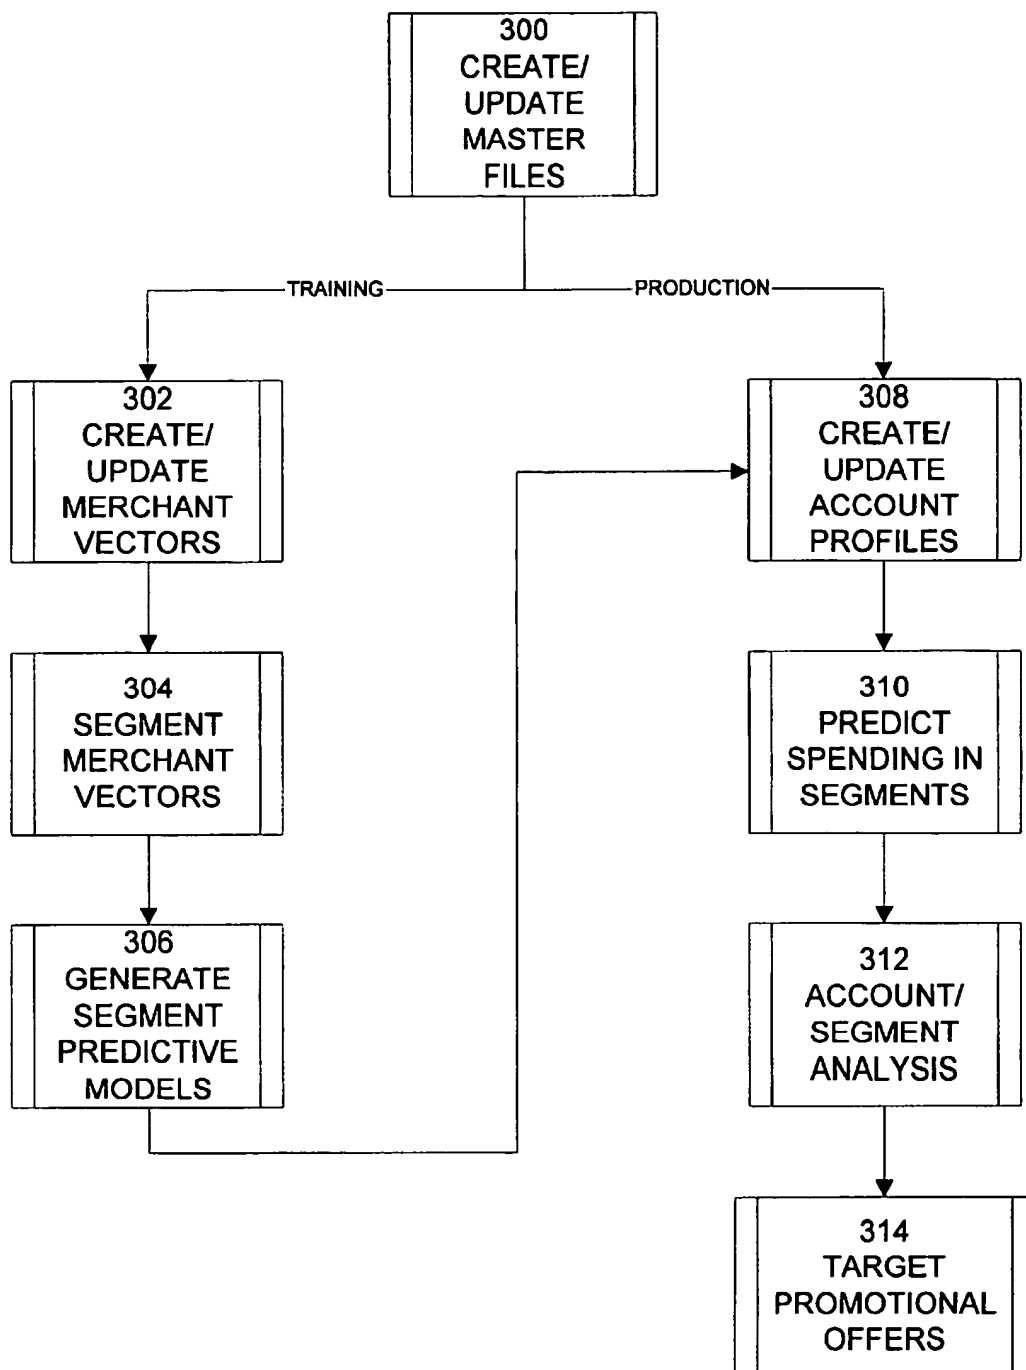 300
CREATE/
UPDATE
MASTER
FILES
TRAINING
PRODUCTION
302
CREATE/
UPDATE
MERCHANT
VECTORS
308
CREATE/
UPDATE
ACCOUNT
PROFILES
304
SEGMENT
MERCHANT
VECTORS
310
PREDICT
SPENDING IN
SEGMENTS
306
GENERATE
SEGMENT
PREDICTIVE
MODELS
312
ACCOUNT/
SEGMENT
ANALYSIS
314
TARGET
PROMOTIONAL
OFFERS